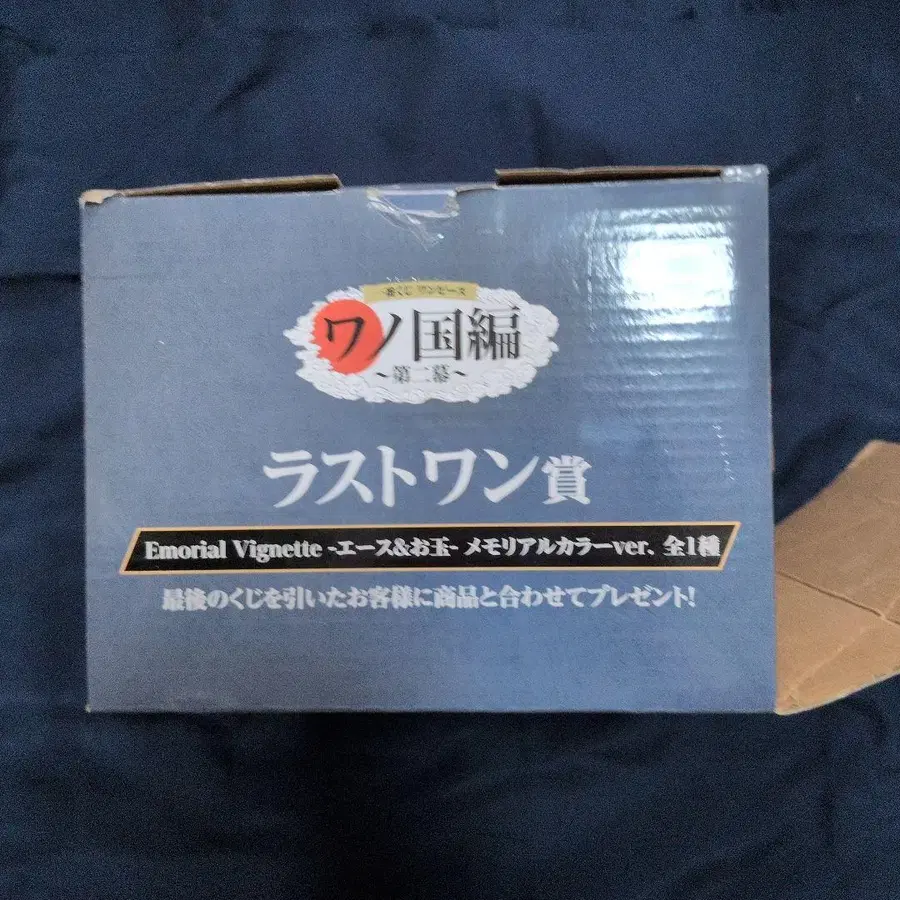 一番くじ ワンピース
ワノ国編
～第二幕～
ラストワン賞
Emorial Vignette -エース&お玉- メモリアルカラーver. 全1種
最後のくじを引いたお客様に商品と合わせてプレゼント!